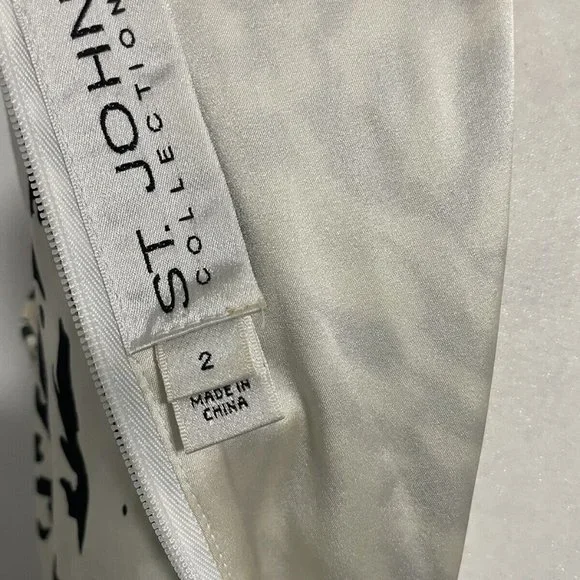 ST. JOHN
COLLECTION
2
MADE IN
CHINA